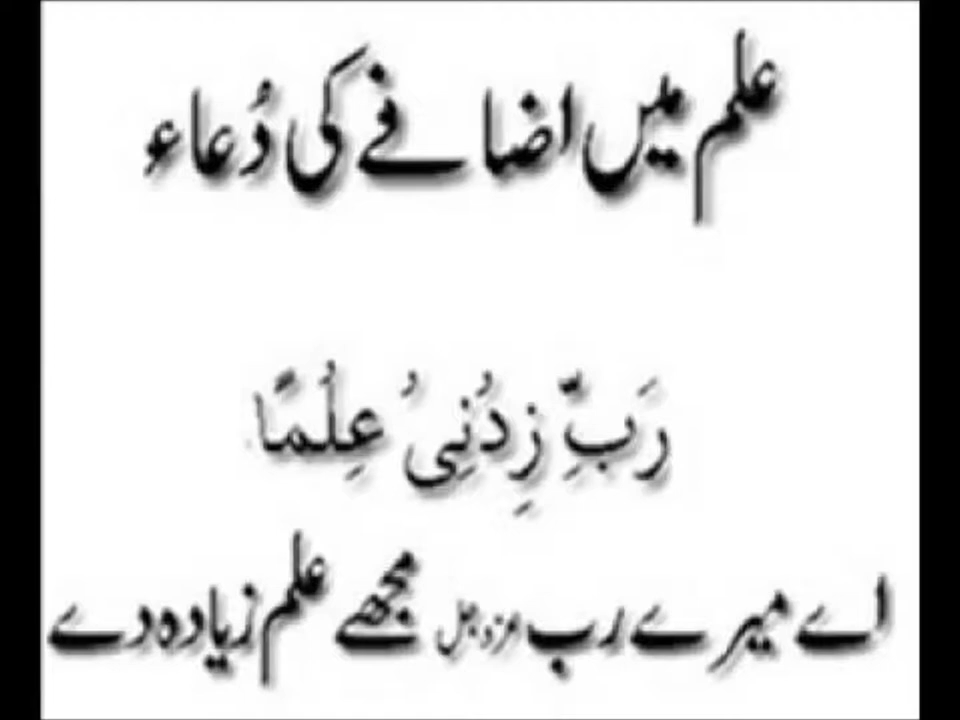 علم میں اضافے کی دُعاء
رَبِّ زِدْنِیْ عِلْمًا
اے میرے رب عزوجل مجھے علم زیادہ دے